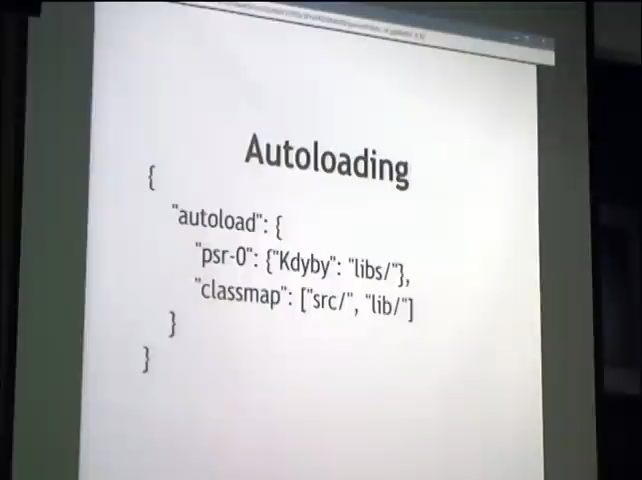 Autoloading
{
"autoload": {
"psr-0": {"Kdyby": "libs/"},
"classmap": ["src/", "lib/"]
}
}